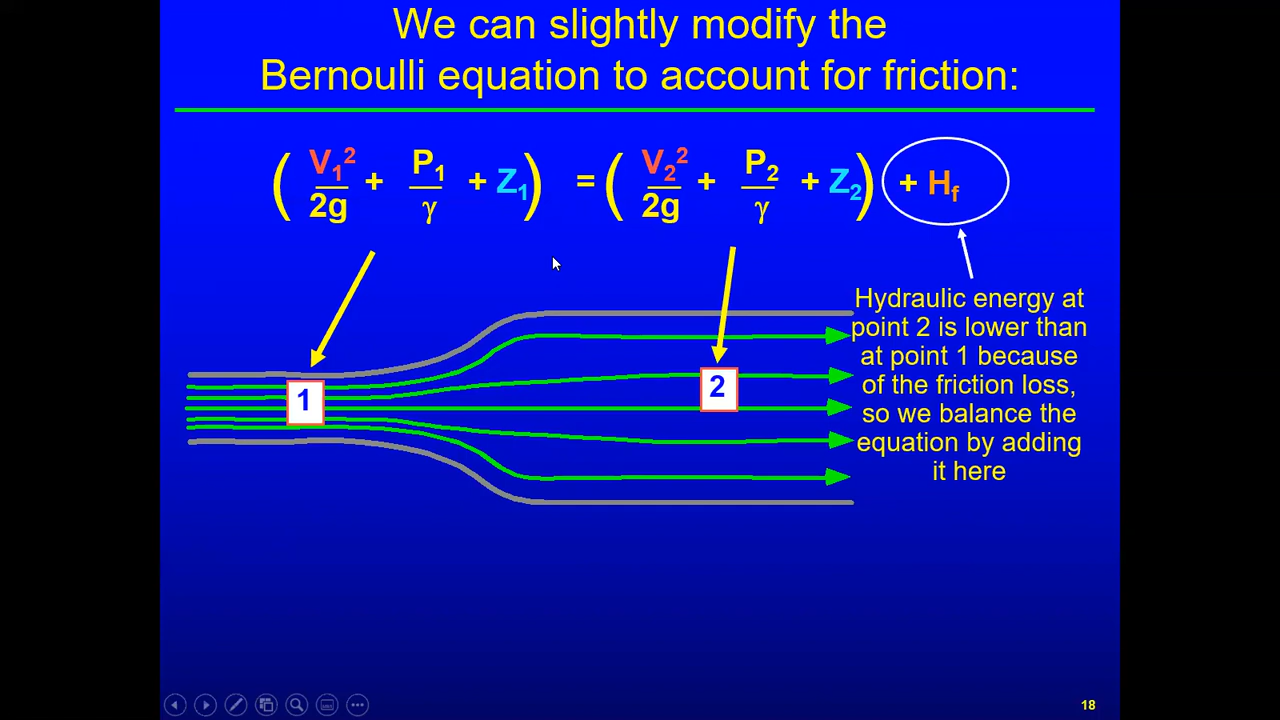 We can slightly modify the
Bernoulli equation to account for friction:
( V₁²/2g + P₁/γ + Z₁ ) = ( V₂²/2g + P₂/γ + Z₂ ) + H_f
Hydraulic energy at
point 2 is lower than
at point 1 because
of the friction loss,
so we balance the
equation by adding
it here
1
2
18